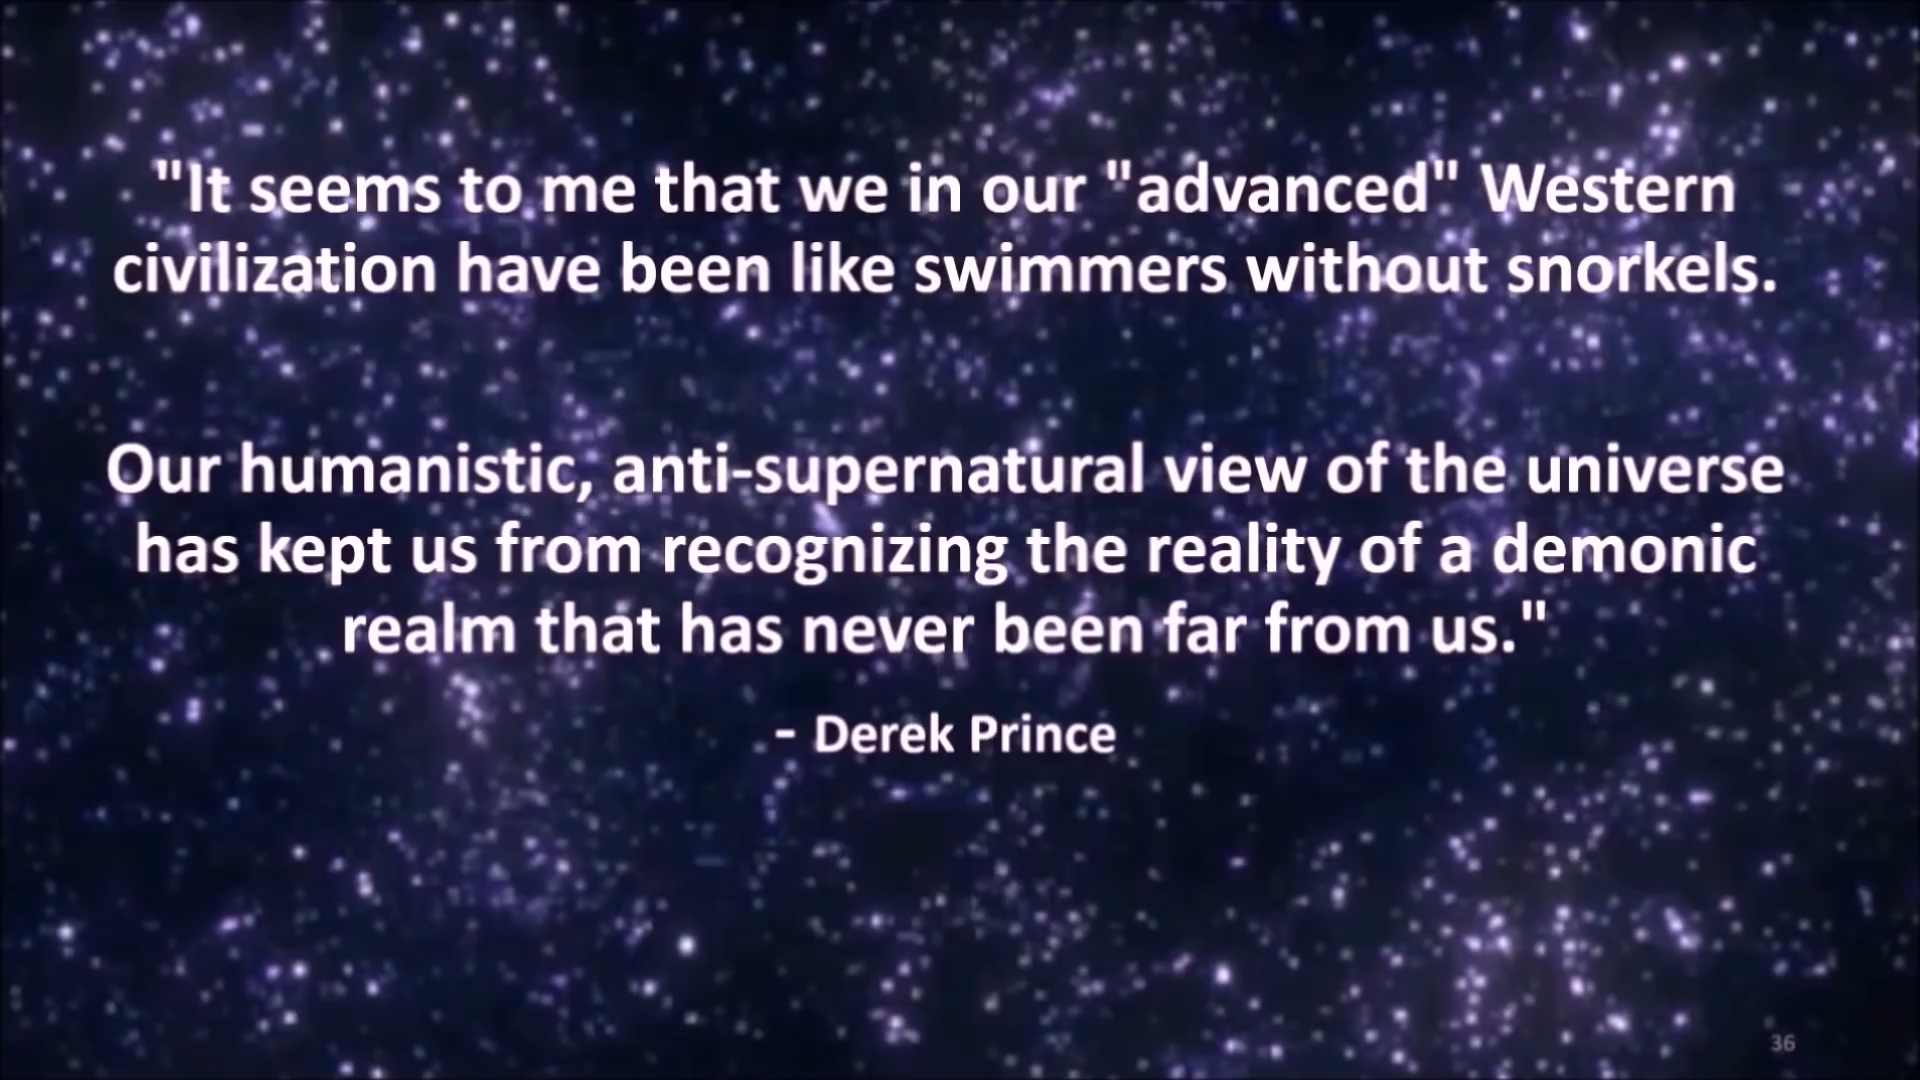 "It seems to me that we in our "advanced" Western
civilization have been like swimmers without snorkels.
Our humanistic, anti-supernatural view of the universe
has kept us from recognizing the reality of a demonic
realm that has never been far from us."
- Derek Prince
36